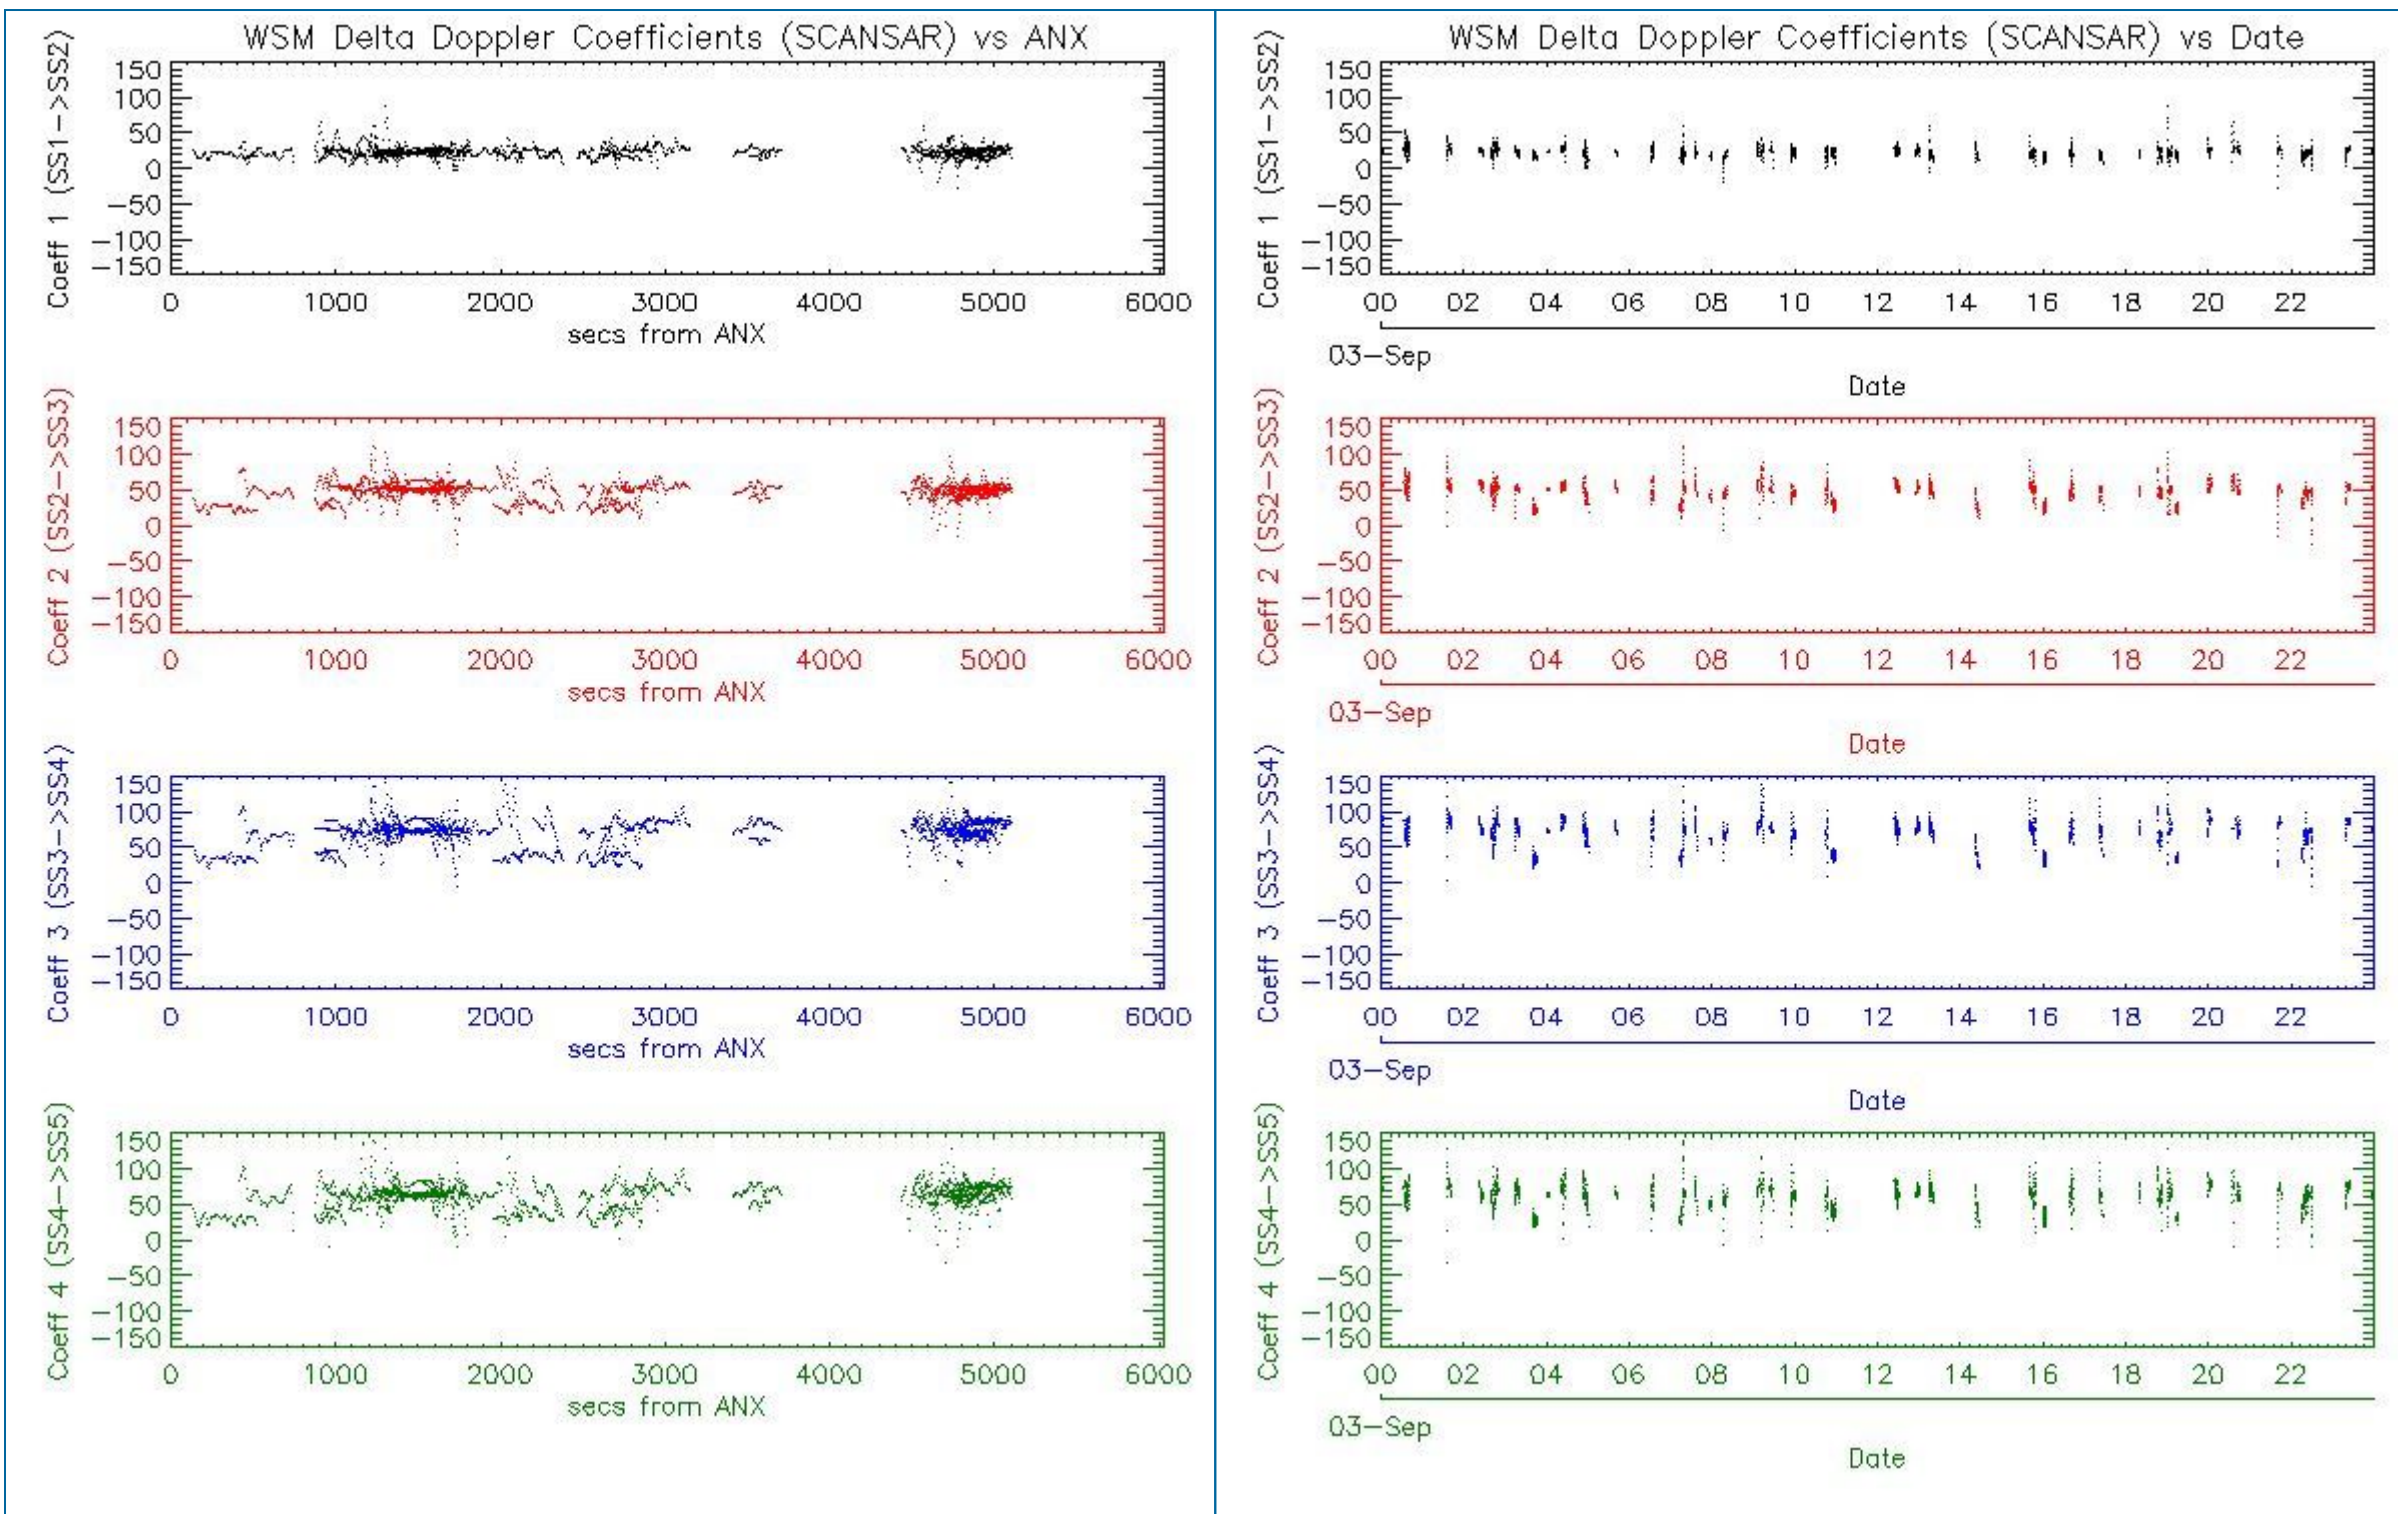 WSM Delta Doppler Coefficients (SCANSAR) vs ANX
Coeff 1 (SS1->SS2)
150
100
50
0
-50
-100
-150
0 1000 2000 3000 4000 5000 6000
secs from ANX
Coeff 2 (SS2->SS3)
150
100
50
0
-50
-100
-150
0 1000 2000 3000 4000 5000 6000
secs from ANX
Coeff 3 (SS3->SS4)
150
100
50
0
-50
-100
-150
0 1000 2000 3000 4000 5000 6000
secs from ANX
Coeff 4 (SS4->SS5)
150
100
50
0
-50
-100
-150
0 1000 2000 3000 4000 5000 6000
secs from ANX
WSM Delta Doppler Coefficients (SCANSAR) vs Date
Coeff 1 (SS1->SS2)
150
100
50
0
-50
-100
-150
00 02 04 06 08 10 12 14 16 18 20 22
03-Sep
Date
Coeff 2 (SS2->SS3)
150
100
50
0
-50
-100
-150
00 02 04 06 08 10 12 14 16 18 20 22
03-Sep
Date
Coeff 3 (SS3->SS4)
150
100
50
0
-50
-100
-150
00 02 04 06 08 10 12 14 16 18 20 22
03-Sep
Date
Coeff 4 (SS4->SS5)
150
100
50
0
-50
-100
-150
00 02 04 06 08 10 12 14 16 18 20 22
03-Sep
Date